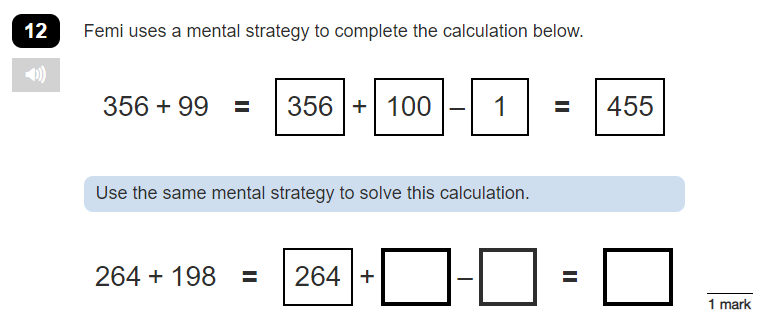 12 Femi uses a mental strategy to complete the calculation below.
356 + 99 = 356 + 100 – 1 = 455
Use the same mental strategy to solve this calculation.
264 + 198 = 264 + – =
1 mark